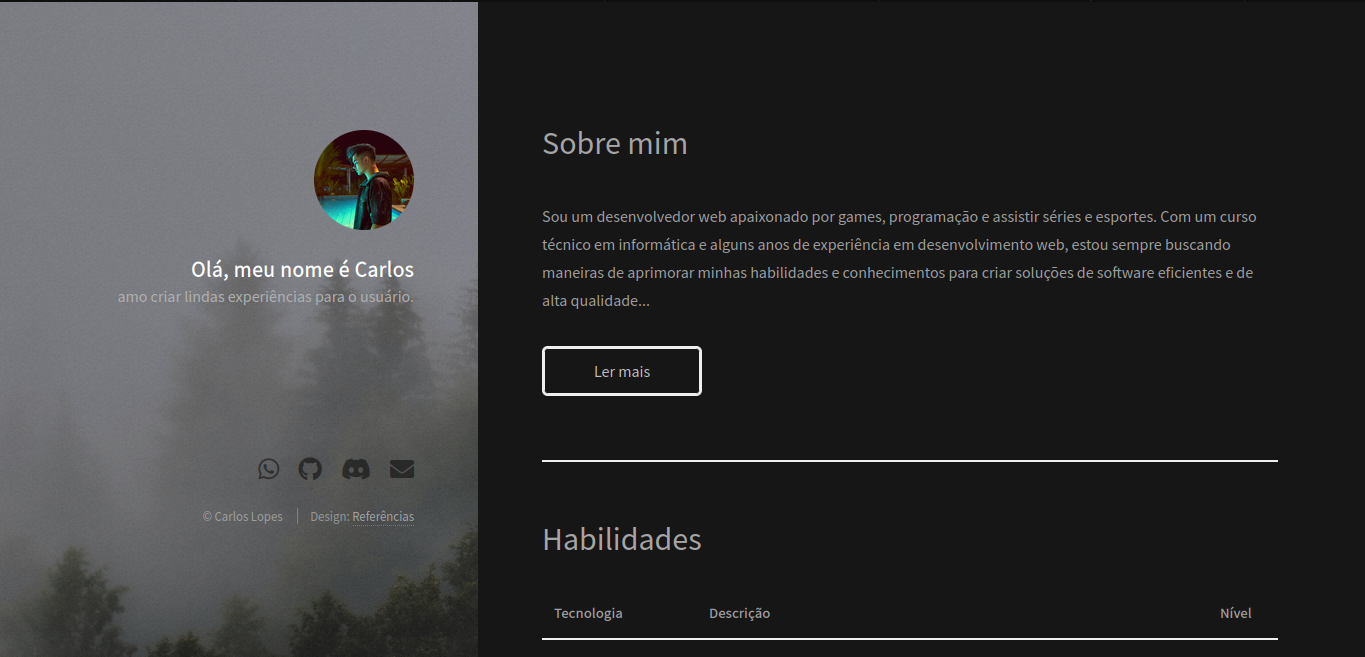 Olá, meu nome é Carlos
amo criar lindas experiências para o usuário.
© Carlos Lopes
Design: Referências
Sobre mim
Sou um desenvolvedor web apaixonado por games, programação e assistir séries e esportes. Com um curso
técnico em informática e alguns anos de experiência em desenvolvimento web, estou sempre buscando
maneiras de aprimorar minhas habilidades e conhecimentos para criar soluções de software eficientes e de
alta qualidade...
Ler mais
Habilidades
Tecnologia Descrição Nível